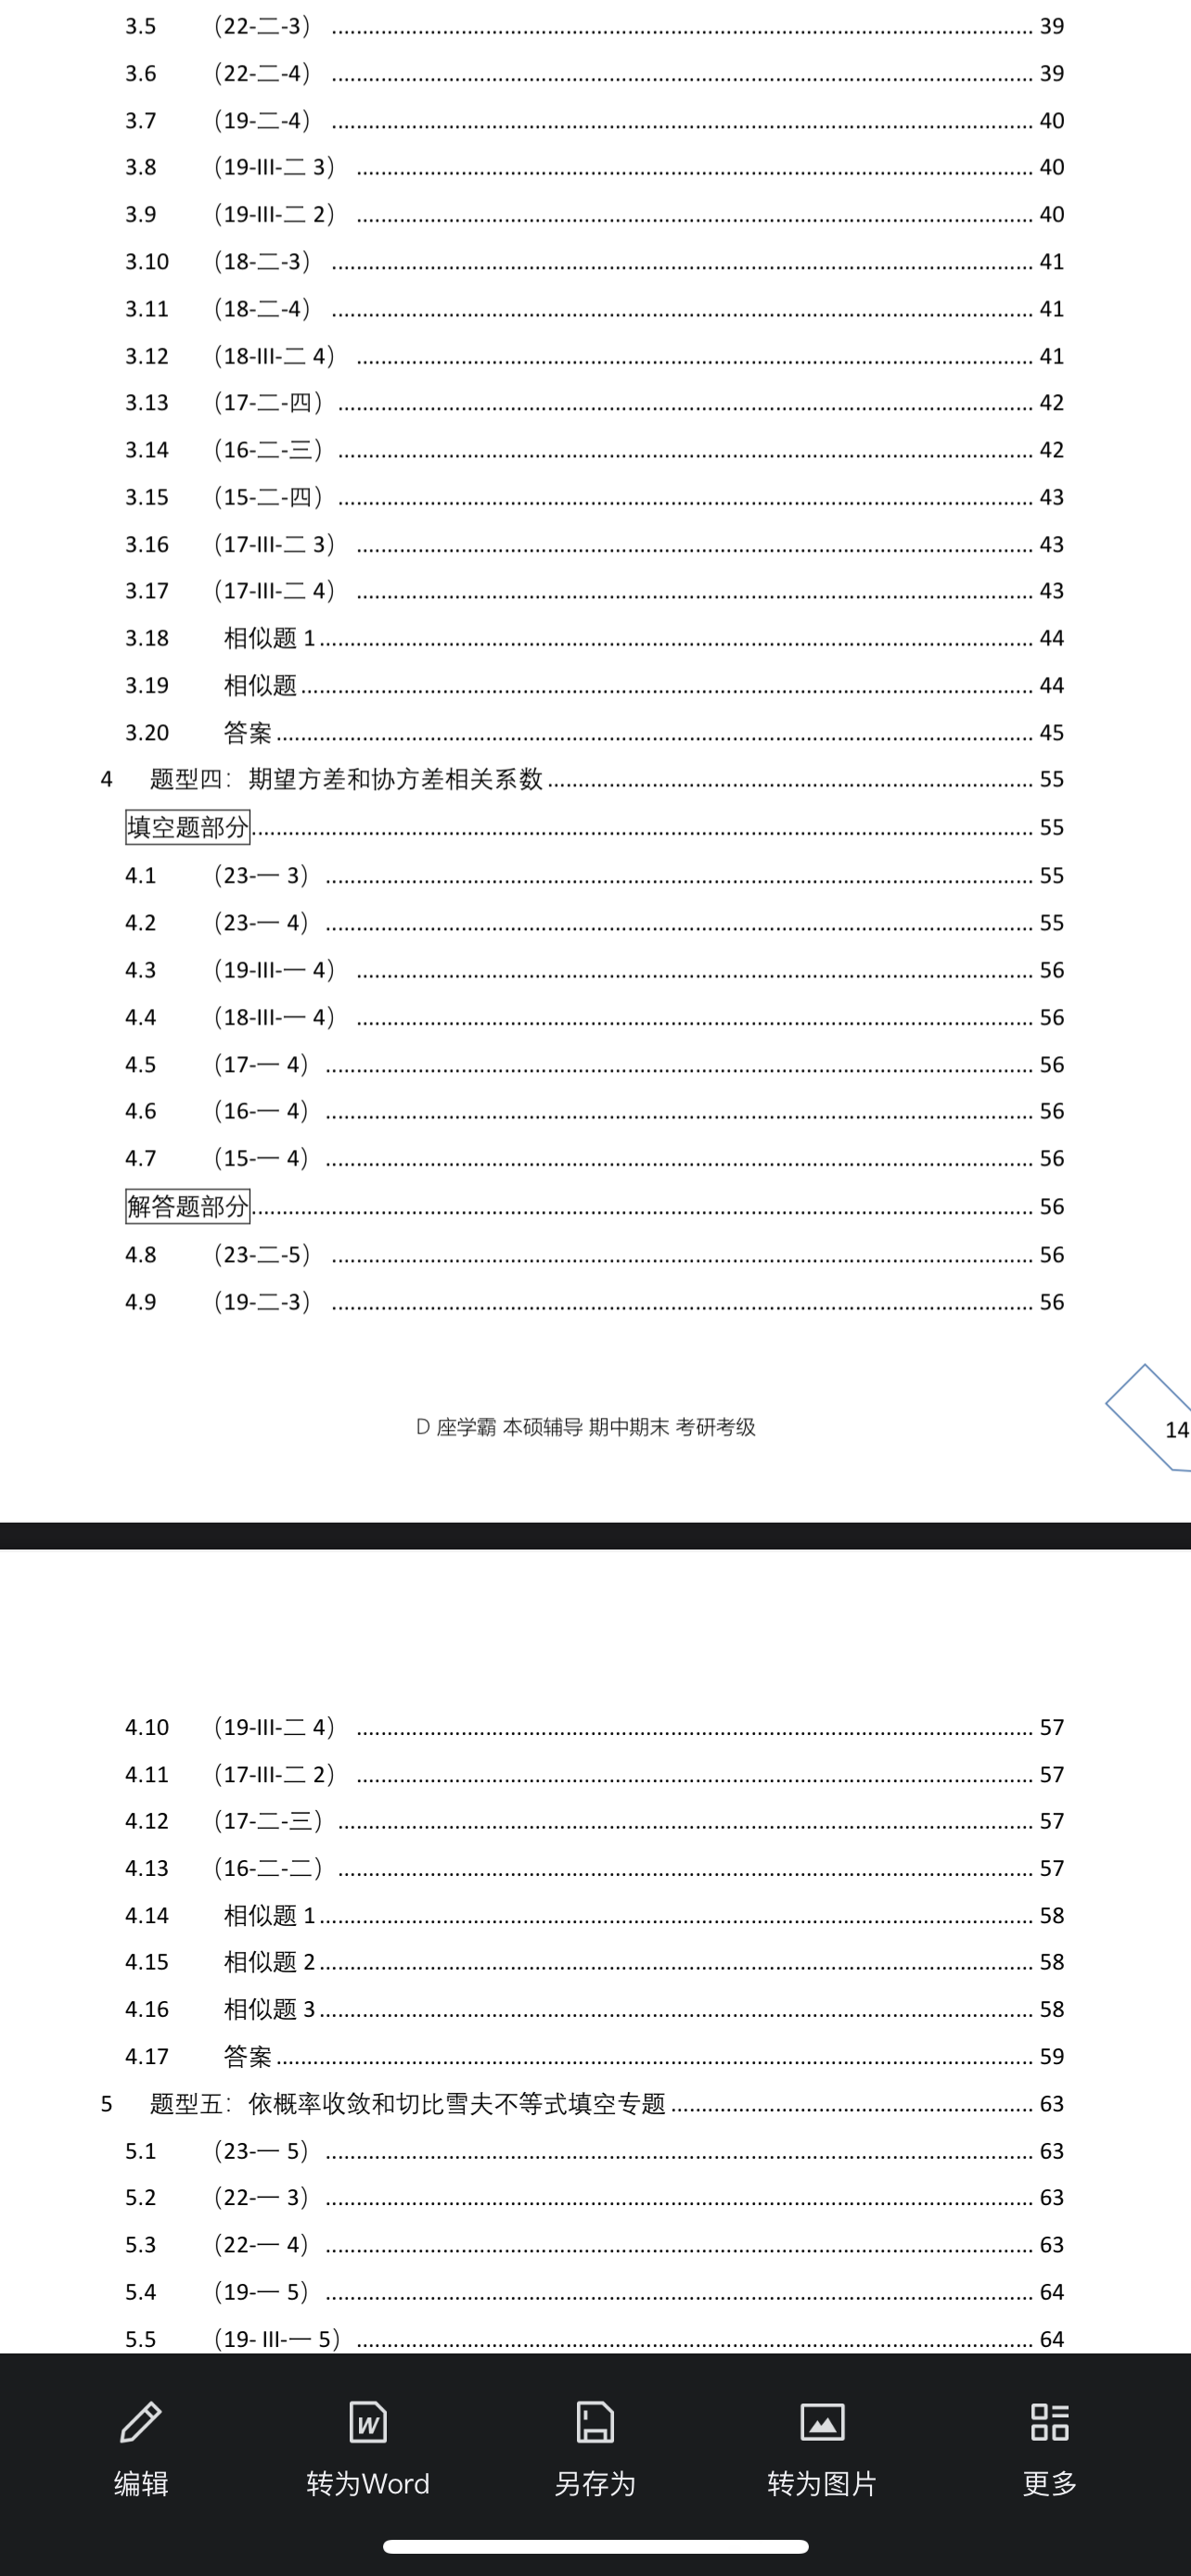 3.5 （22-二-3） 39
3.6 （22-二-4） 39
3.7 （19-二-4） 40
3.8 （19-III-二 3） 40
3.9 （19-III-二 2） 40
3.10 （18-二-3） 41
3.11 （18-二-4） 41
3.12 （18-III-二 4） 41
3.13 （17-二-四） 42
3.14 （16-二-三） 42
3.15 （15-二-四） 43
3.16 （17-III-二 3） 43
3.17 （17-III-二 4） 43
3.18 相似题 1 44
3.19 相似题 44
3.20 答案 45
4 题型四：期望方差和协方差相关系数 55
填空题部分 55
4.1 （23-一 3） 55
4.2 （23-一 4） 55
4.3 （19-III-一 4） 56
4.4 （18-III-一 4） 56
4.5 （17-一 4） 56
4.6 （16-一 4） 56
4.7 （15-一 4） 56
解答题部分 56
4.8 （23-二-5） 56
4.9 （19-二-3） 56
D 座学霸 本硕辅导 期中期末 考研考级
14
4.10 （19-III-二 4） 57
4.11 （17-III-二 2） 57
4.12 （17-二-三） 57
4.13 （16-二-二） 57
4.14 相似题 1 58
4.15 相似题 2 58
4.16 相似题 3 58
4.17 答案 59
5 题型五：依概率收敛和切比雪夫不等式填空专题 63
5.1 （23-一 5） 63
5.2 （22-一 3） 63
5.3 （22-一 4） 63
5.4 （19-一 5） 64
5.5 （19- III-一 5） 64
编辑 转为Word 另存为 转为图片 更多